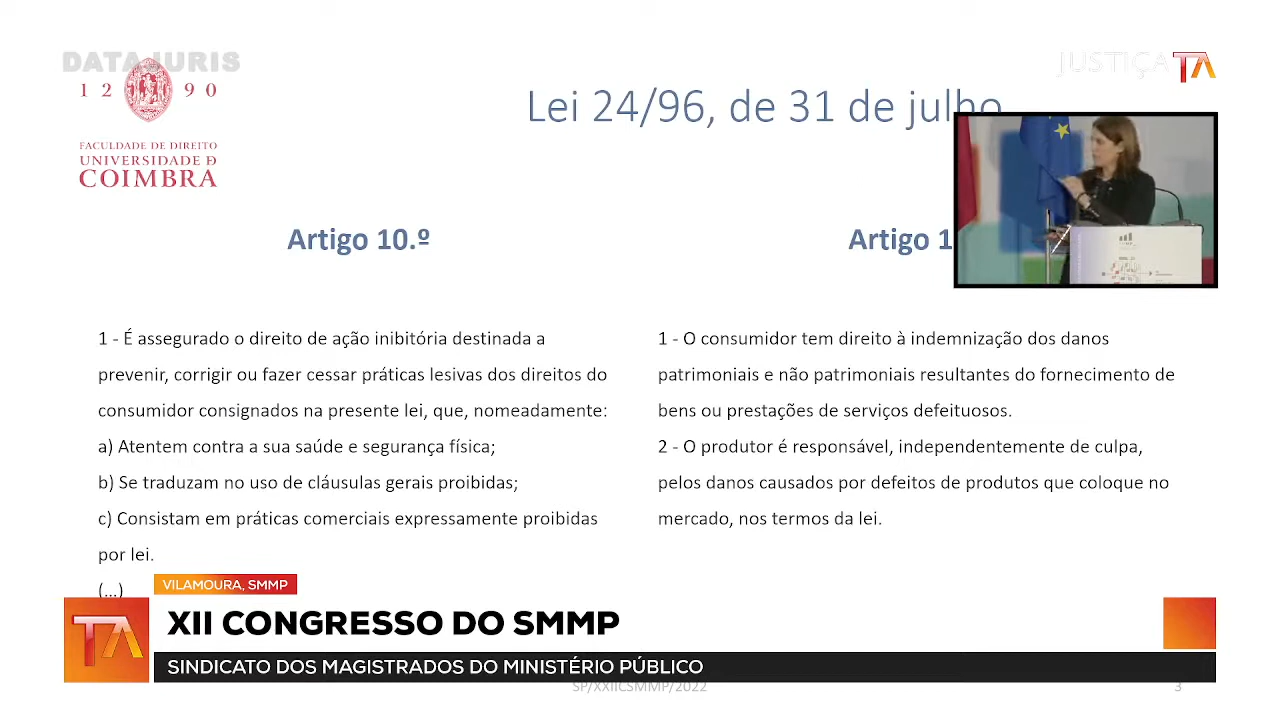 DATAJURIS
JUSTIÇA TA
1 2 9 0
FACULDADE DE DIREITO
UNIVERSIDADE Ð
COIMBRA
Lei 24/96, de 31 de julho
Artigo 10.º
Artigo 1
1 - É assegurado o direito de ação inibitória destinada a
prevenir, corrigir ou fazer cessar práticas lesivas dos direitos do
consumidor consignados na presente lei, que, nomeadamente:
a) Atentem contra a sua saúde e segurança física;
b) Se traduzam no uso de cláusulas gerais proibidas;
c) Consistam em práticas comerciais expressamente proibidas
por lei.
(...)
1 - O consumidor tem direito à indemnização dos danos
patrimoniais e não patrimoniais resultantes do fornecimento de
bens ou prestações de serviços defeituosos.
2 - O produtor é responsável, independentemente de culpa,
pelos danos causados por defeitos de produtos que coloque no
mercado, nos termos da lei.
VILAMOURA, SMMP
TA
XII CONGRESSO DO SMMP
SINDICATO DOS MAGISTRADOS DO MINISTÉRIO PÚBLICO
SP/XXIICSMMP/2022
3